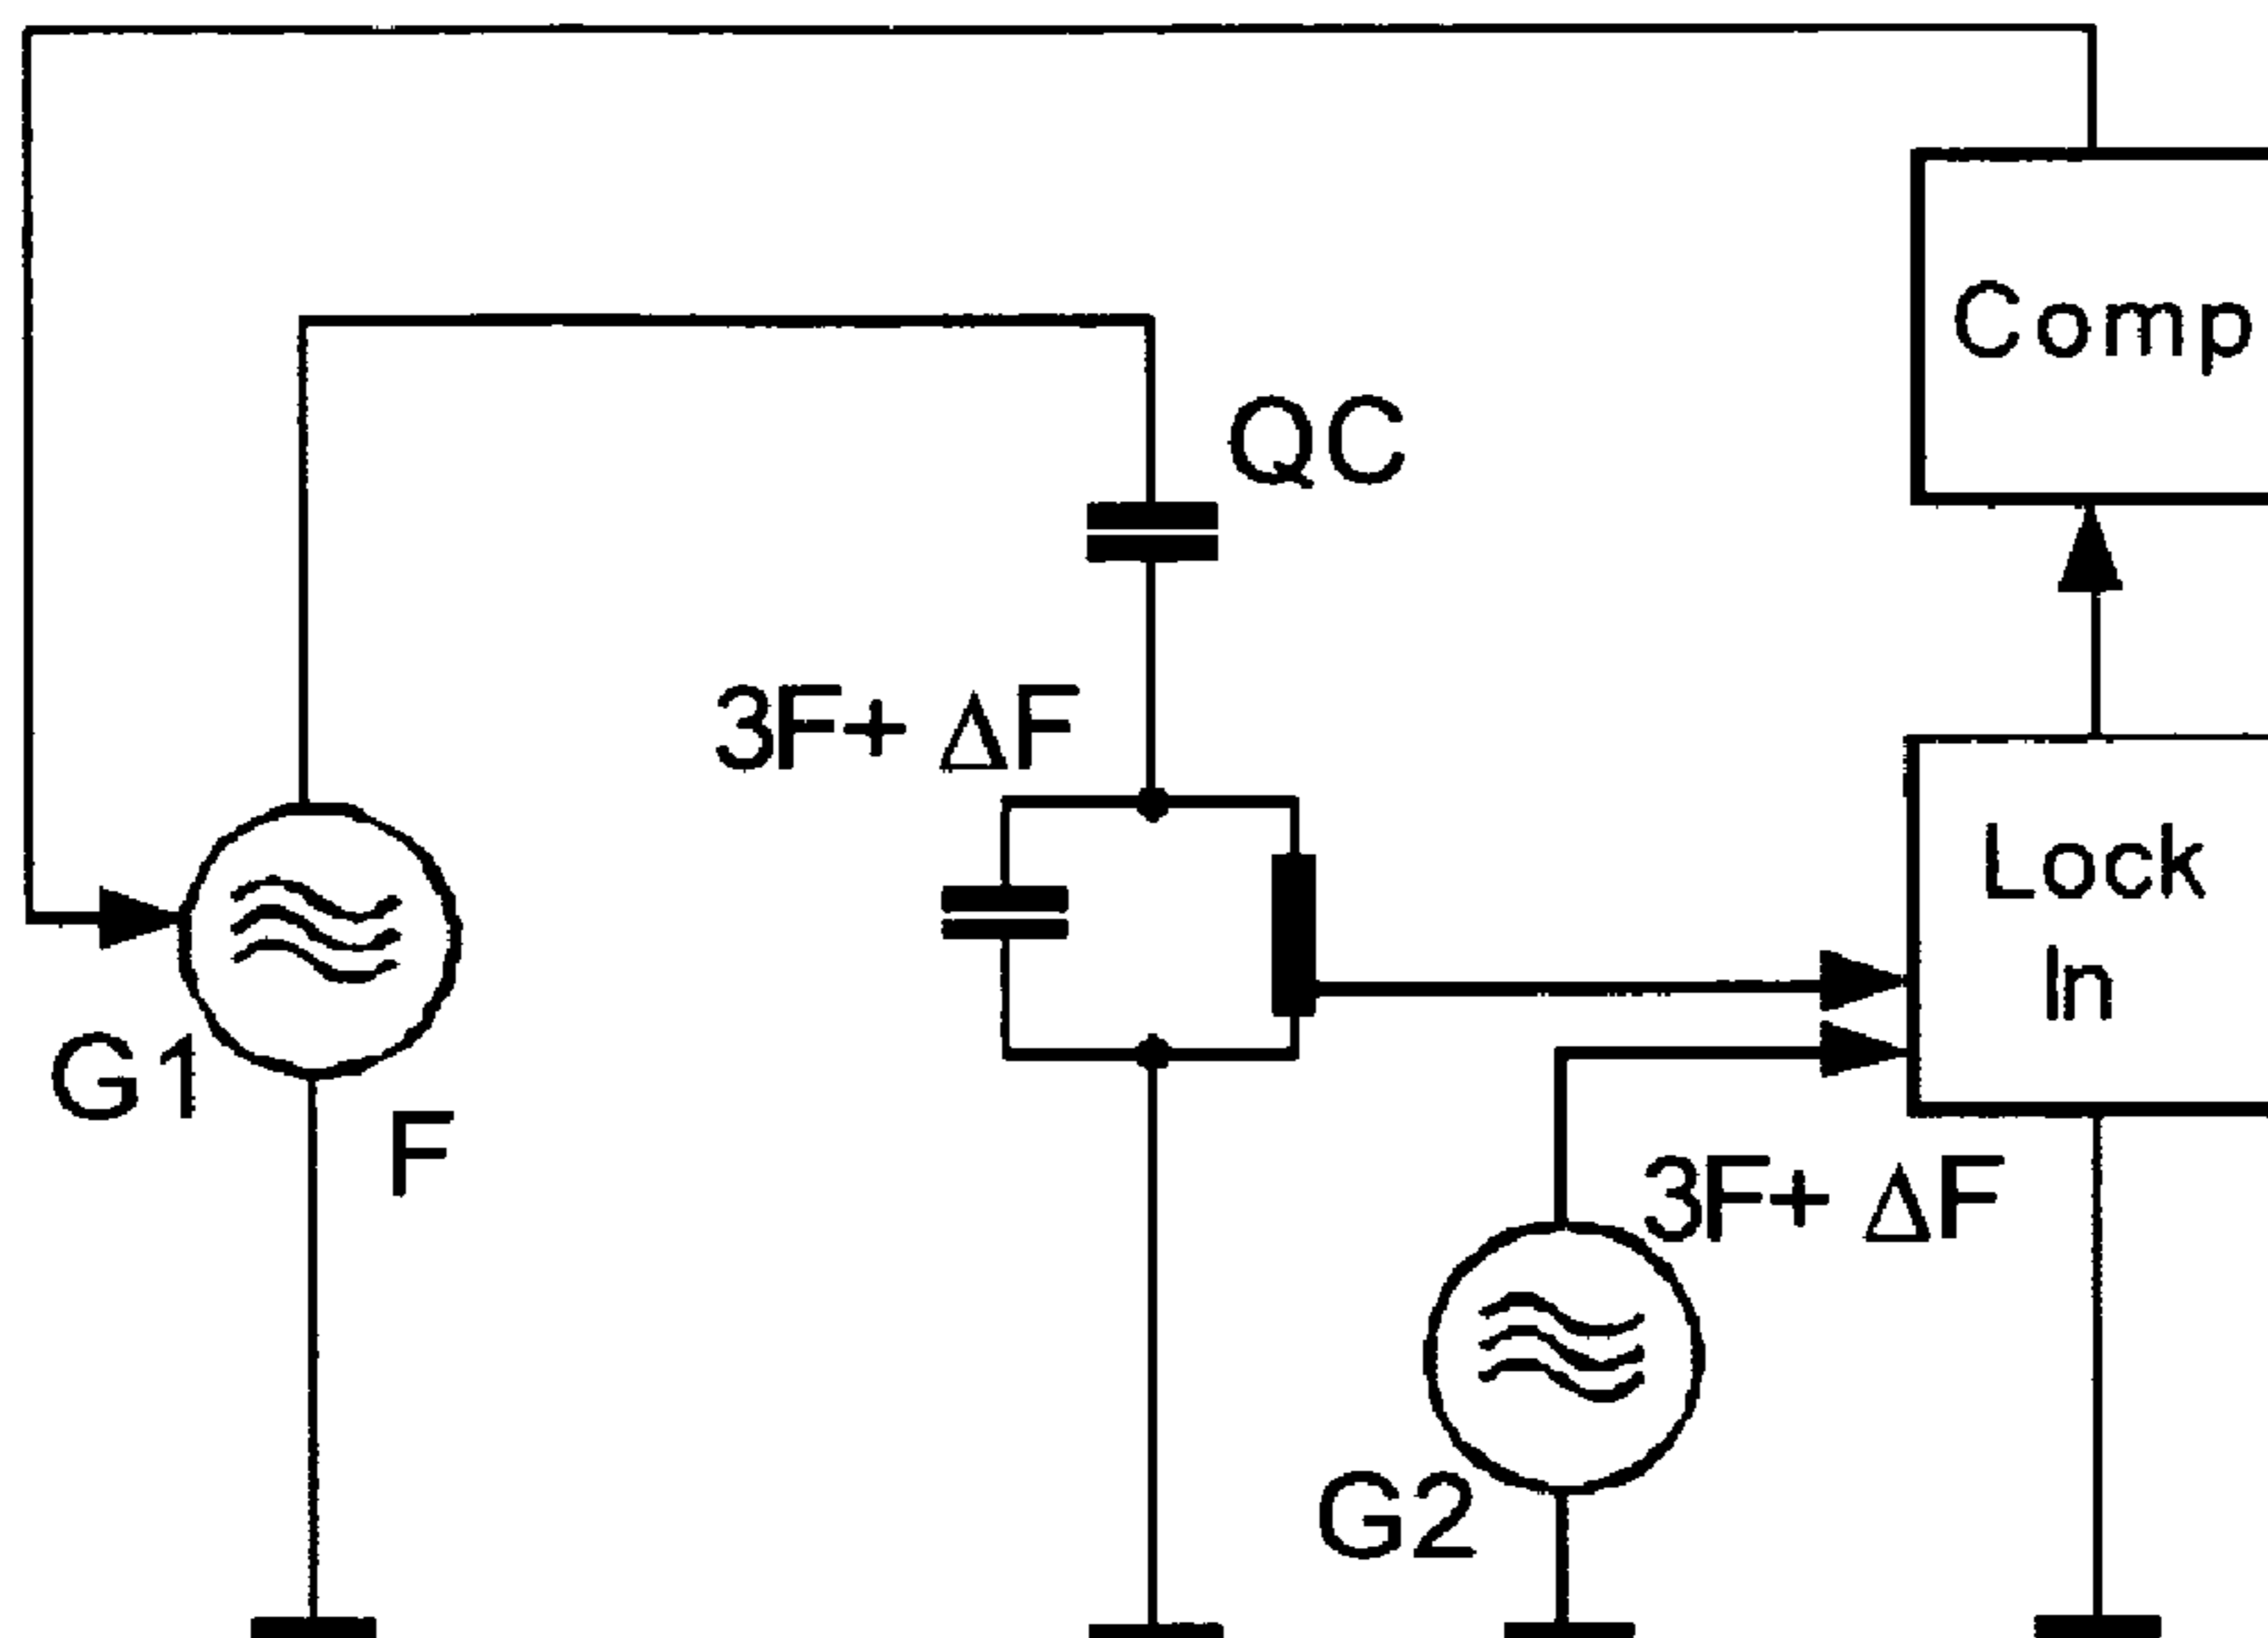 Comp
QC
3F+ ΔF
Lock
In
G1
F
3F+ ΔF
G2